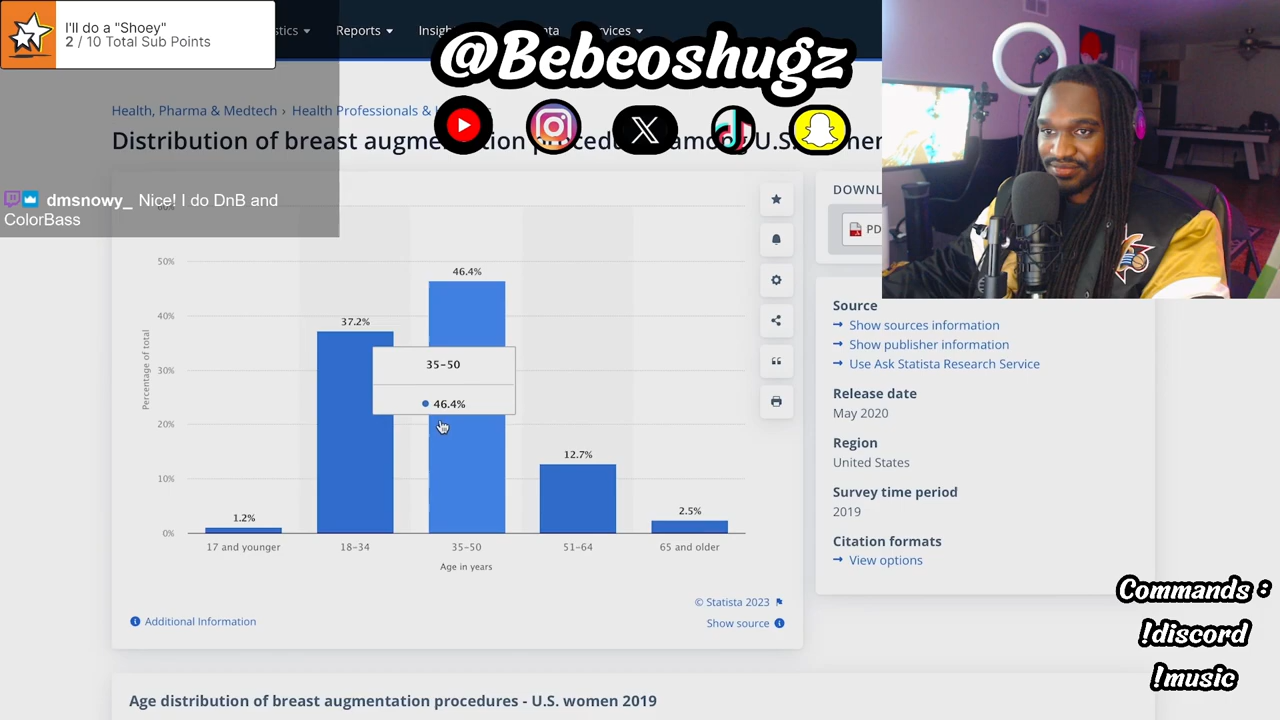 I'll do a "Shoey"
2 / 10 Total Sub Points
Reports
@Bebeoshugz
Health, Pharma & Medtech › Health Professionals &
Distribution of breast
U.S.
dmsnowy_ Nice! I do DnB and
ColorBass
PD
Percentage of total
50%
40%
30%
20%
10%
0%
1.2%
37.2%
46.4%
12.7%
2.5%
35–50
46.4%
17 and younger
18–34
35–50
51–64
65 and older
Age in years
© Statista 2023
Additional Information
Show source
Source
Show sources information
Show publisher information
Use Ask Statista Research Service
Release date
May 2020
Region
United States
Survey time period
2019
Citation formats
View options
Commands :
!discord
!music
Age distribution of breast augmentation procedures - U.S. women 2019